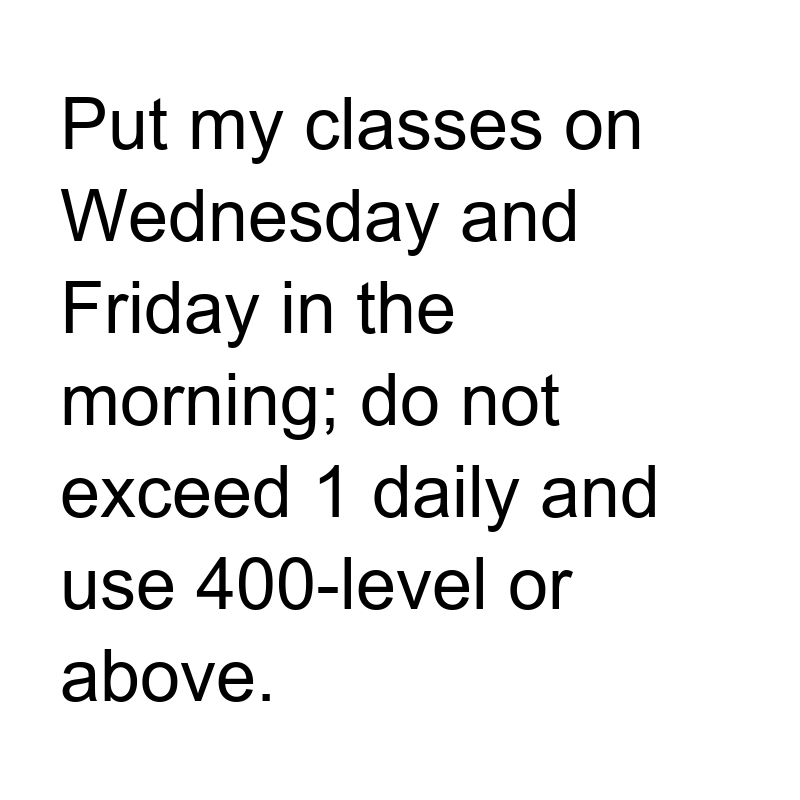 Put my classes on
Wednesday and
Friday in the
morning; do not
exceed 1 daily and
use 400-level or
above.